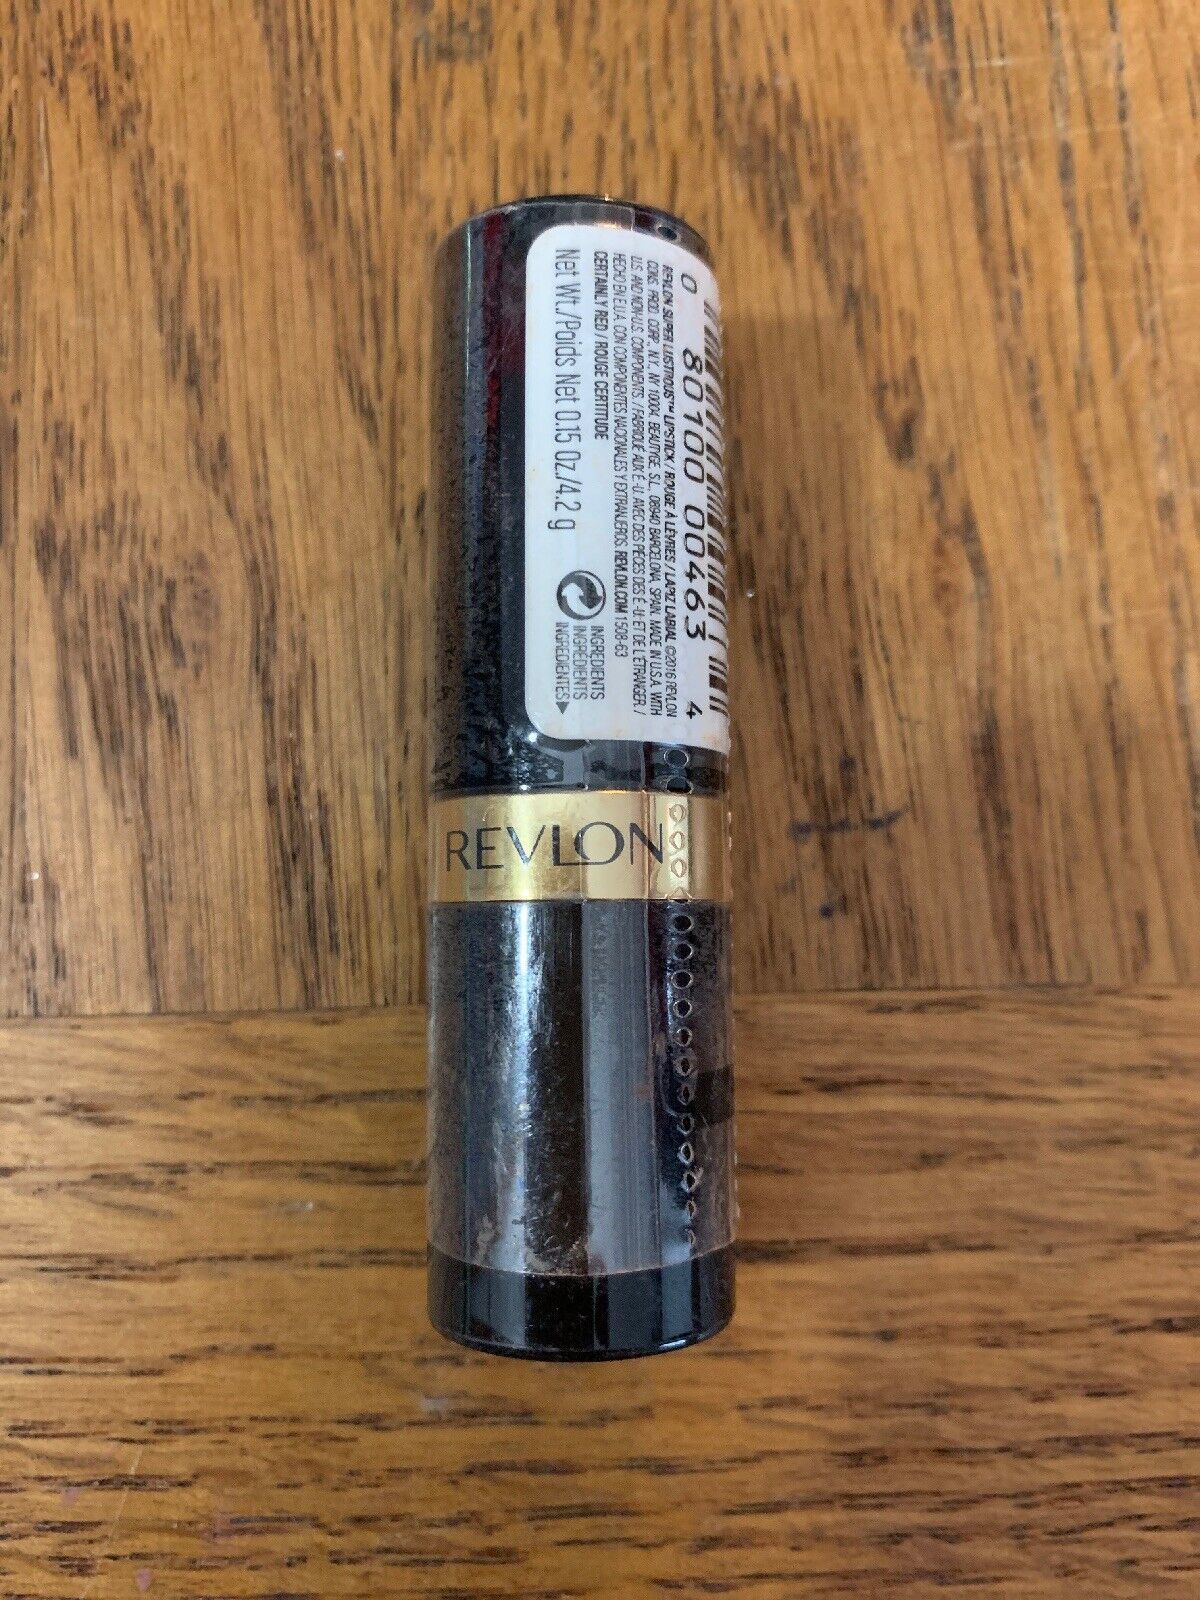 0 80100 00463 4
REVLON SUPER LUSTROUS™ LIPSTICK / ROUGE À LÈVRES / LAPIZ LABIAL ©2016 REVLON
CONS. PROD. CORP., N.Y., NY 10004. BEAUTYGE, S.L. 08940 BARCELONA, SPAIN. MADE IN U.S.A. WITH
U.S. AND NON-U.S. COMPONENTS. / FABRIQUÉ AUX É.-U. AVEC DES PIÈCES DES É.-U. ET DE L'ÉTRANGER. /
HECHO EN E.U.A. CON COMPONENTES NACIONALES Y EXTRANJEROS. REVLON.COM 1508-63
CERTAINLY RED / ROUGE CERTITUDE
Net Wt./Poids Net 0.15 Oz./4.2 g
INGREDIENTS
INGRÉDIENTS
INGREDIENTES
REVLON